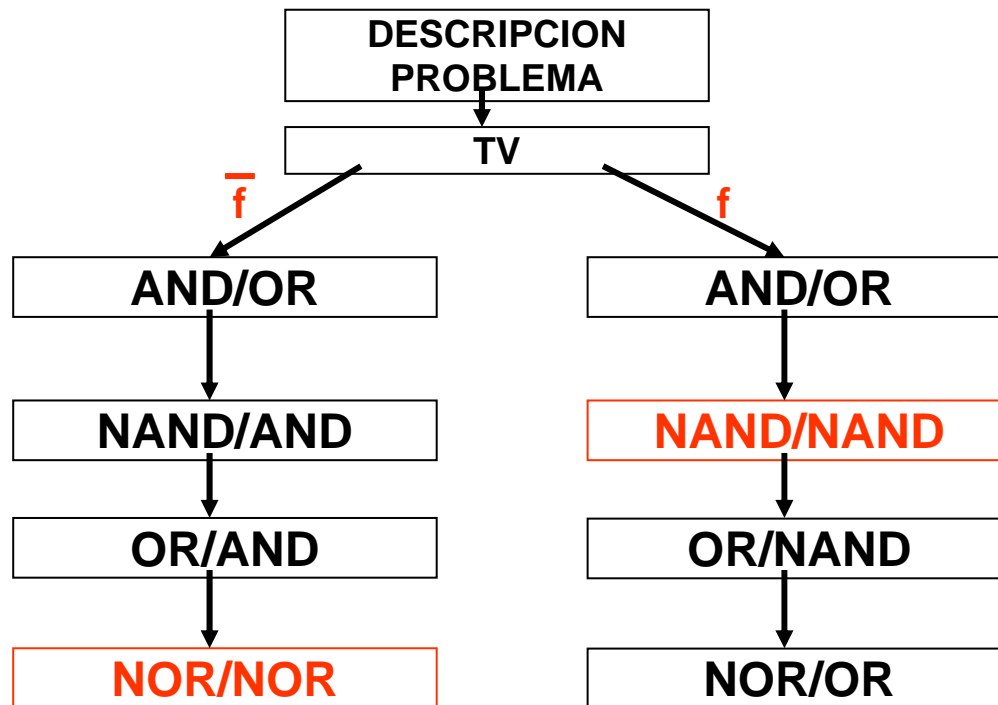 DESCRIPCION
PROBLEMA
TV
f̅
f
AND/OR
AND/OR
NAND/AND
NAND/NAND
OR/AND
OR/NAND
NOR/NOR
NOR/OR